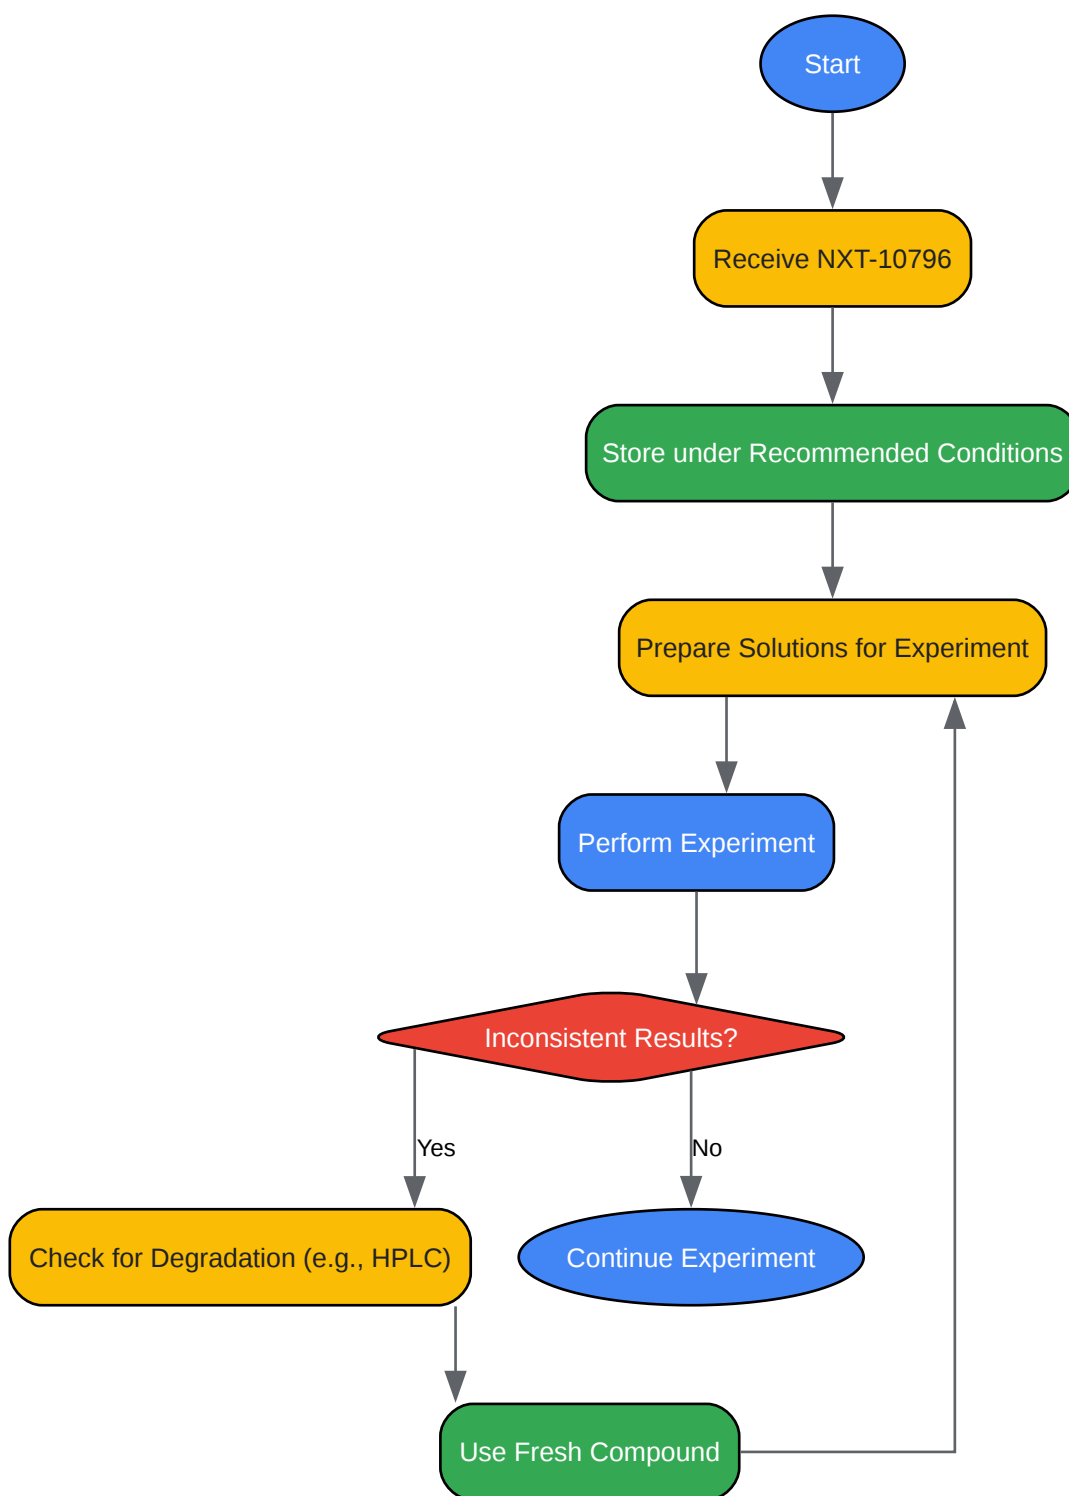 Start
Receive NXT-10796
Store under Recommended Conditions
Prepare Solutions for Experiment
Perform Experiment
Inconsistent Results?
Yes
No
Check for Degradation (e.g., HPLC)
Continue Experiment
Use Fresh Compound